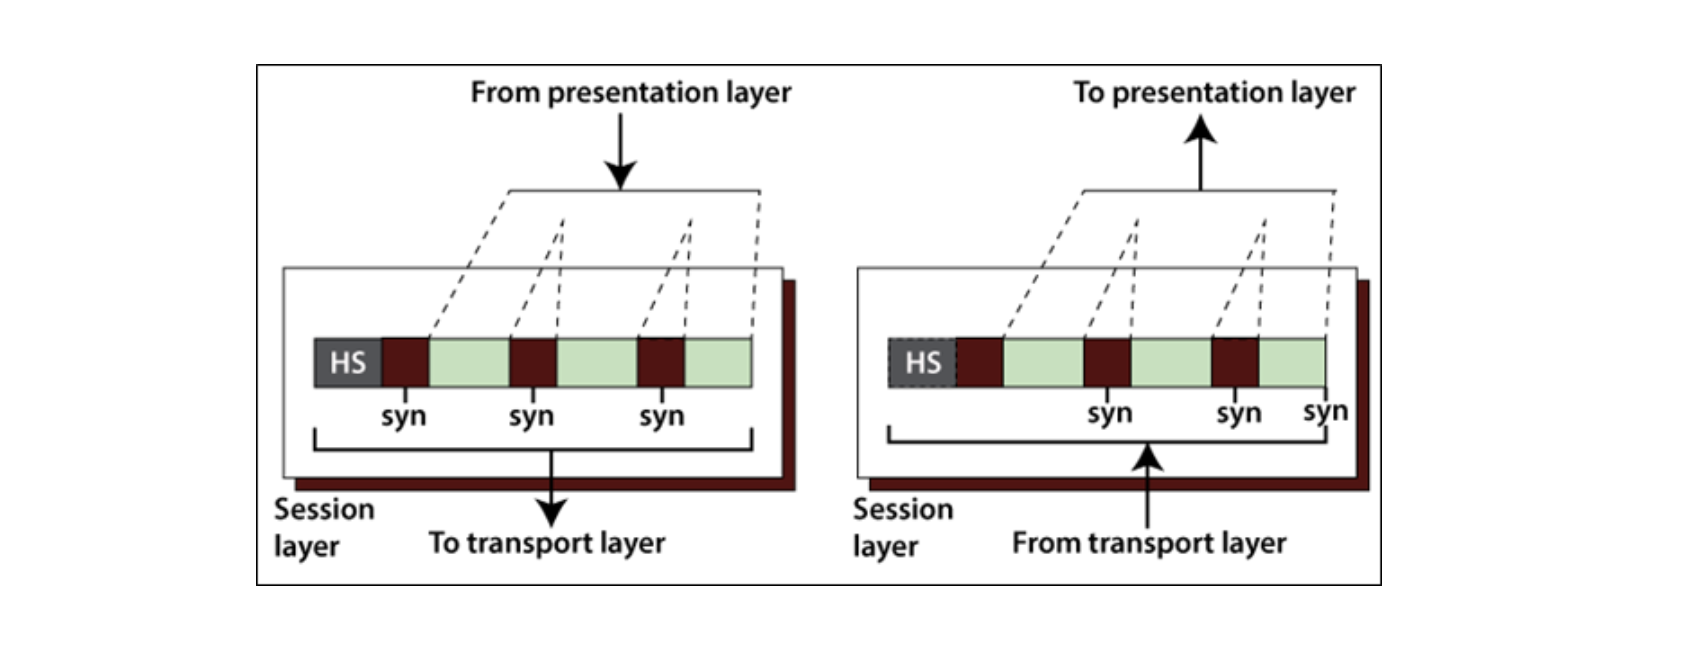 From presentation layer
To presentation layer
HS
syn
syn
syn
Session
layer
To transport layer
HS
syn
syn
syn
Session
layer
From transport layer